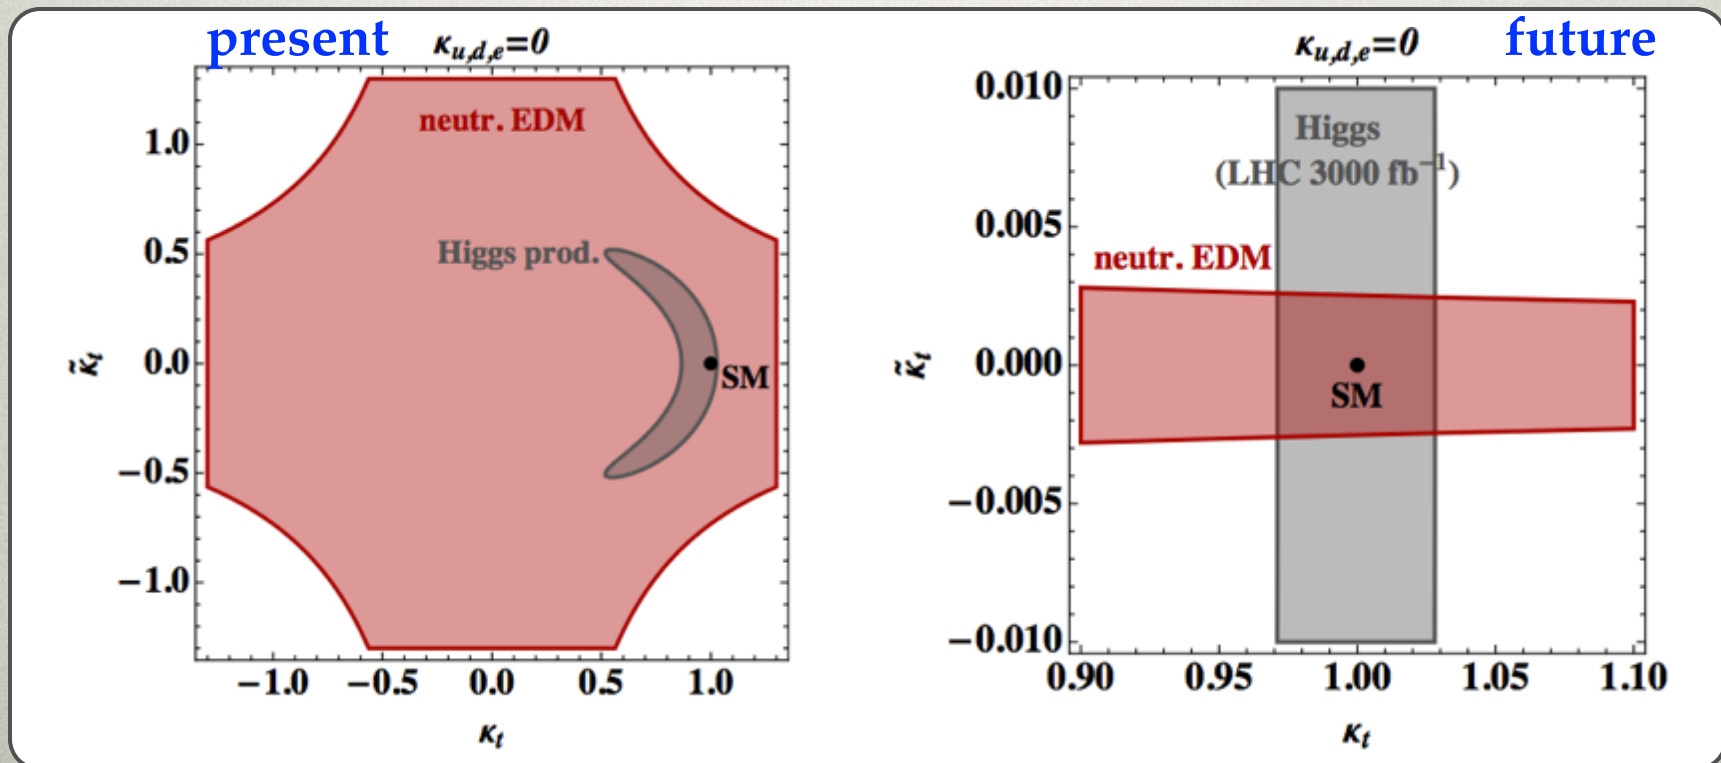 present
κu,d,e=0
neutr. EDM
Higgs prod.
SM
1.0
0.5
0.0
−0.5
−1.0
κ̃t
−1.0 −0.5 0.0 0.5 1.0
κt
κu,d,e=0
future
Higgs
(LHC 3000 fb⁻¹)
neutr. EDM
SM
0.010
0.005
0.000
−0.005
−0.010
κ̃t
0.90 0.95 1.00 1.05 1.10
κt